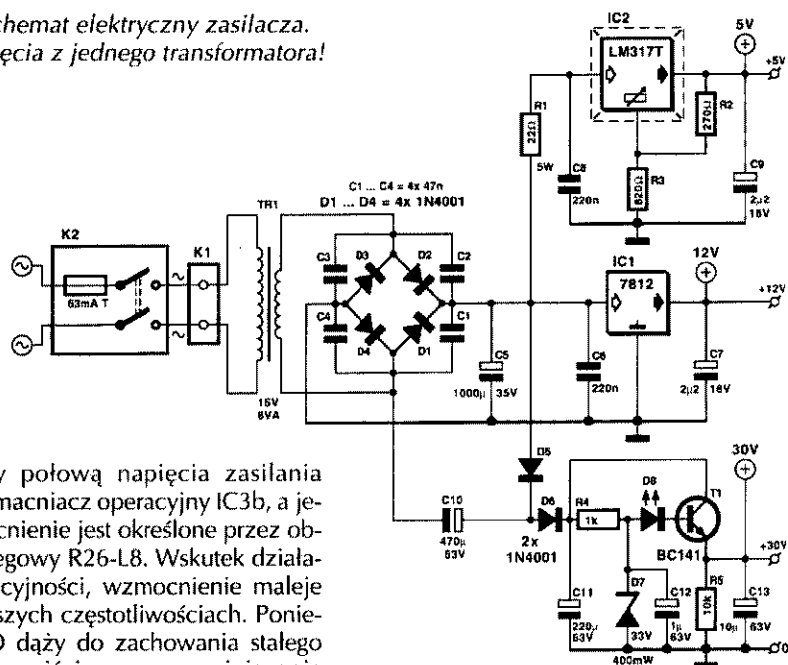 chemat elektryczny zasilacza.
ęcia z jednego transformatora!
IC2
LM317T
5V
+5V
R1
22Ω
5W
C8
220n
R2
270Ω
R3
620Ω
C9
2µ2
16V
C1 ... C4 = 4x 47n
D1 ... D4 = 4x 1N4001
TR1
K2
K1
63mA T
~
~
C3
D3
D2
C2
C4
D4
D1
C1
15V
6VA
C5
1000µ
35V
C6
220n
IC1
7812
12V
+12V
C7
2µ2
16V
D5
30V
y połową napięcia zasilania
macniacz operacyjny IC3b, a je-
cnienie jest określone przez ob-
egowy R26-L8. Wskutek działa-
cyjności, wzmocnienie maleje
szych częstotliwościach. Ponie-
O dąży do zachowania stałego
C10
470µ
63V
D6
2x
1N4001
R4
1k
D8
T1
BC141
+30V
C11
220µ
63V
D7
33V
400mW
C12
1µ
63V
R5
10k
C13
10µ
63V
0